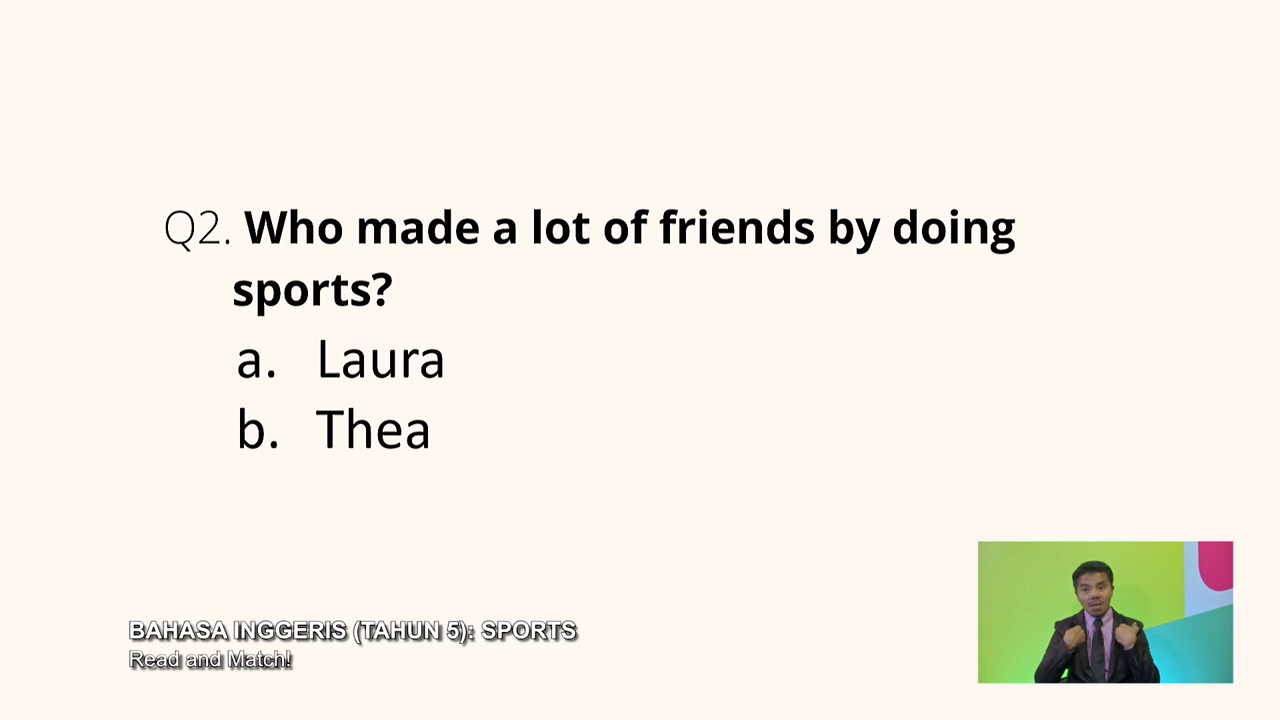 Q2. Who made a lot of friends by doing
sports?
a. Laura
b. Thea
BAHASA INGGERIS (TAHUN 5): SPORTS
Read and Match!